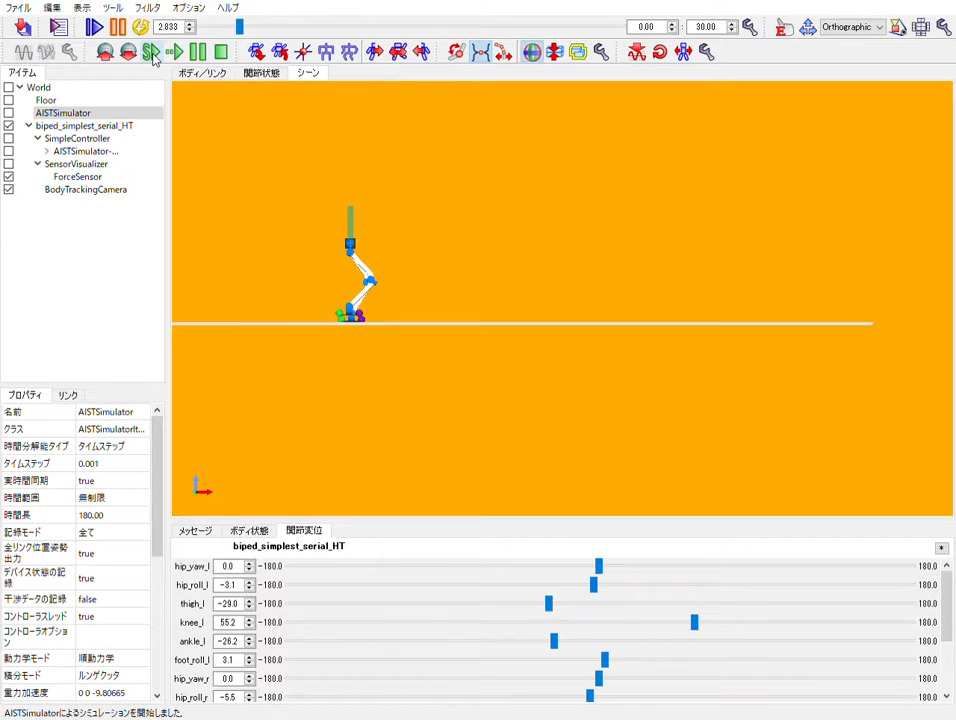 ファイル 編集 表示 ツール フィルタ オプション ヘルプ
2.833 0.00 : 30.00 Orthographic
アイテム ボディ/リンク 関節状態 シーン
World
Floor
AISTSimulator
biped_simplest_serial_HT
SimpleController
AISTSimulator-...
SensorVisualizer
ForceSensor
BodyTrackingCamera
プロパティ リンク
名前 AISTSimulator
クラス AISTSimulatorIt...
時間分解能タイプ タイムステップ
タイムステップ 0.001
実時間同期 true
時間範囲 無制限
時間長 180.00
記録モード 全て
全リンク位置姿勢
出力 true
デバイス状態の記
録 true
干渉データの記録 false
コントローラスレッド true
コントローラオプショ
ン
動力学モード 順動力学
積分モード ルンゲクッタ
重力加速度 0 0 -9.80665
メッセージ ボディ状態 関節変位
biped_simplest_serial_HT *
hip_yaw_l 0.0 -180.0 180.0
hip_roll_l -3.1 -180.0 180.0
thigh_l -29.0 -180.0 180.0
knee_l 55.2 -180.0 180.0
ankle_l -26.2 -180.0 180.0
foot_roll_l 3.1 -180.0 180.0
hip_yaw_r 0.0 -180.0 180.0
hip_roll_r -5.5 -180.0 180.0
AISTSimulatorによるシミュレーションを開始しました。